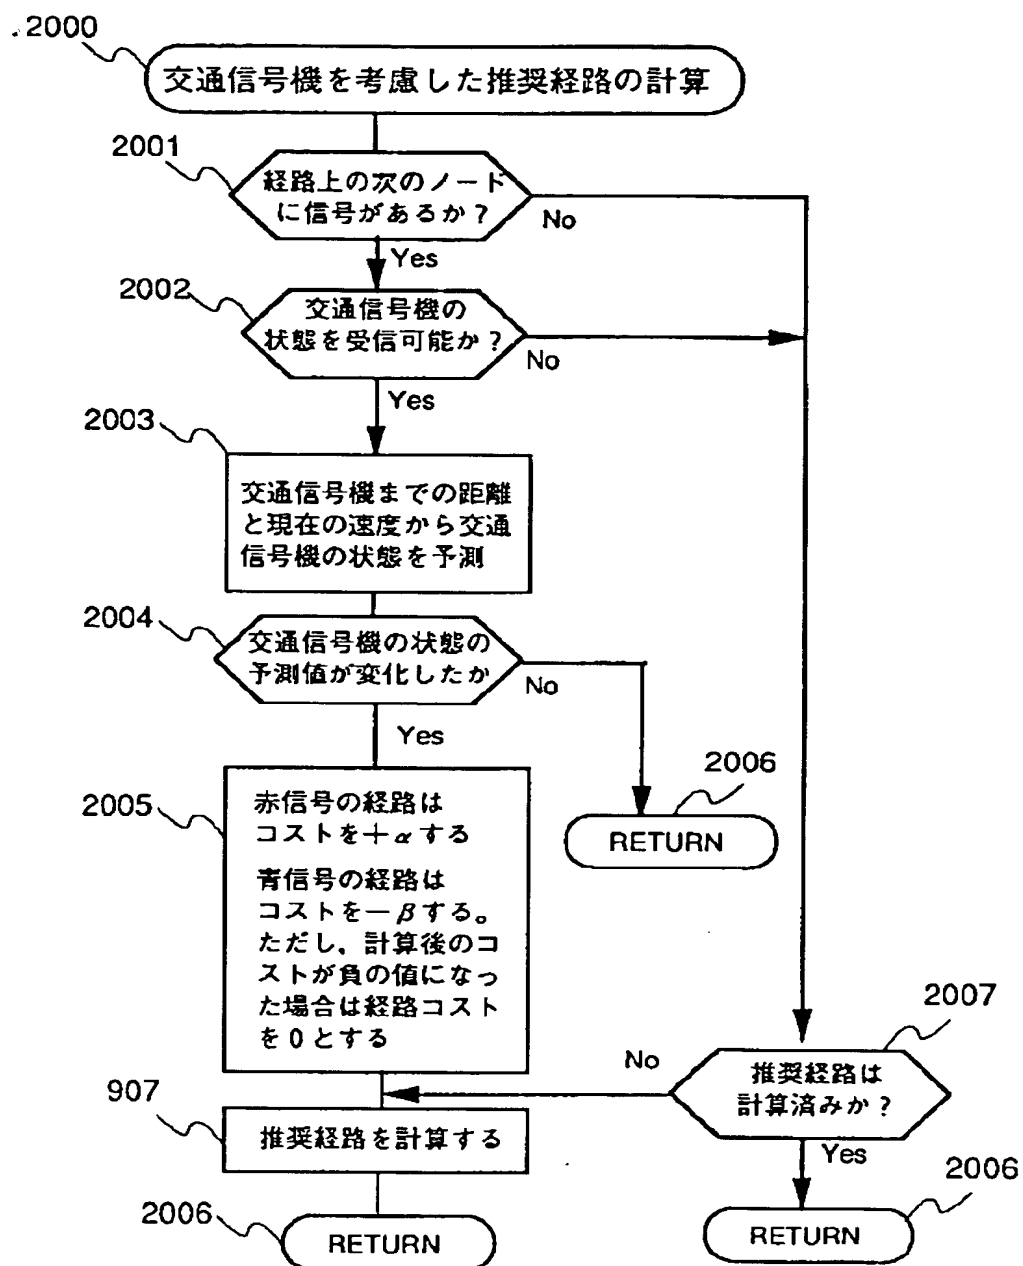 2000
交通信号機を考慮した推奨経路の計算
2001
経路上の次のノード
に信号があるか？
No
Yes
2002
交通信号機の
状態を受信可能か？
No
Yes
2003
交通信号機までの距離
と現在の速度から交通
信号機の状態を予測
2004
交通信号機の状態の
予測値が変化したか
No
Yes
2006
RETURN
2005
赤信号の経路は
コストを＋αする
青信号の経路は
コストを－βする。
ただし、計算後のコ
ストが負の値になっ
た場合は経路コスト
を0とする
2007
推奨経路は
計算済みか？
No
Yes
907
推奨経路を計算する
2006
RETURN
2006
RETURN